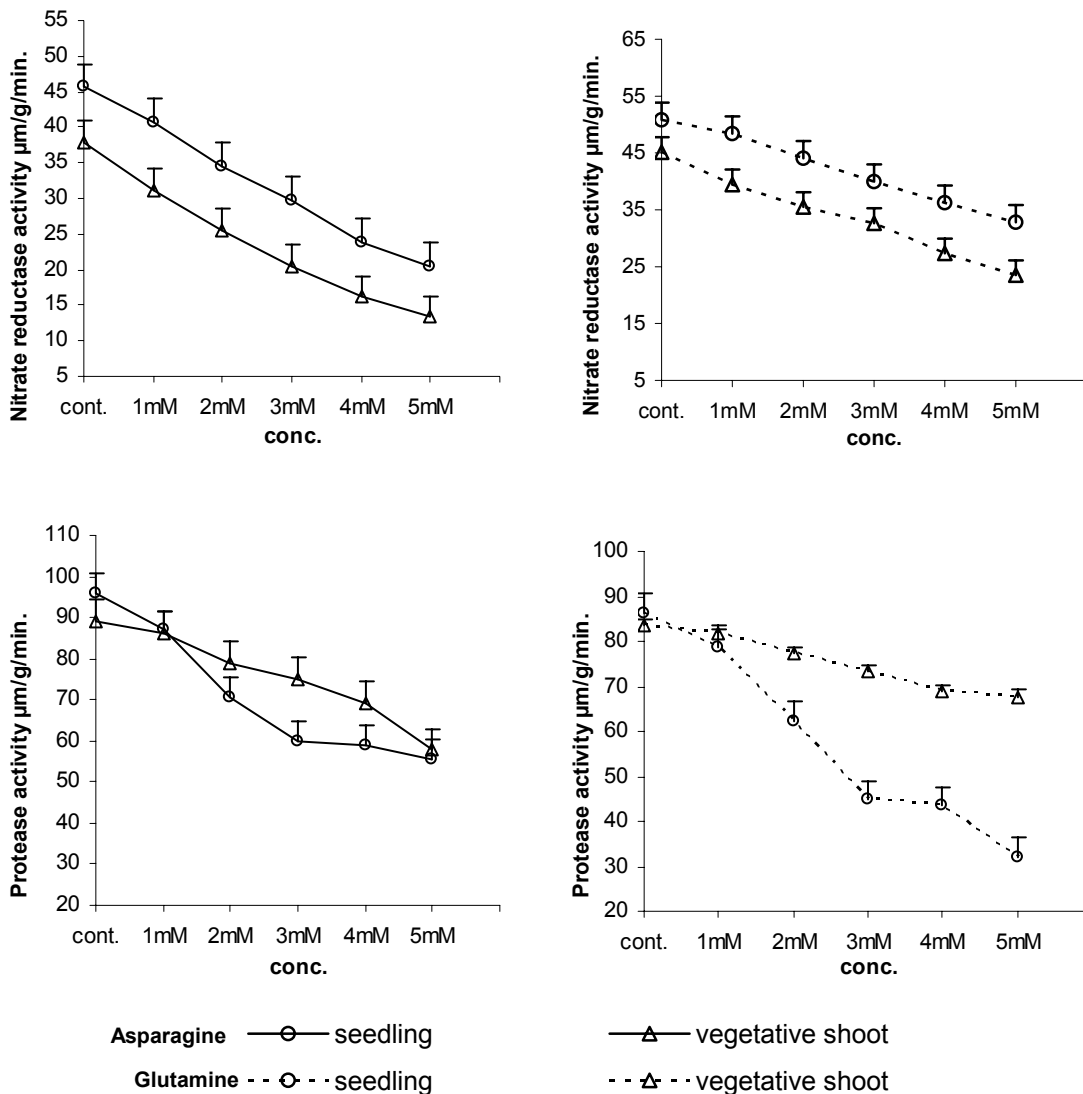 Nitrate reductase activity µm/g/min.
55
50
45
40
35
30
25
20
15
10
5
cont. 1mM 2mM 3mM 4mM 5mM
conc.
Nitrate reductase activity µm/g/min.
65
55
45
35
25
15
5
cont. 1mM 2mM 3mM 4mM 5mM
conc.
Protease activity µm/g/min.
110
100
90
80
70
60
50
40
30
20
cont. 1mM 2mM 3mM 4mM 5mM
conc.
Protease activity µm/g/min.
100
90
80
70
60
50
40
30
20
cont. 1mM 2mM 3mM 4mM 5mM
conc.
Asparagine seedling vegetative shoot
Glutamine seedling vegetative shoot